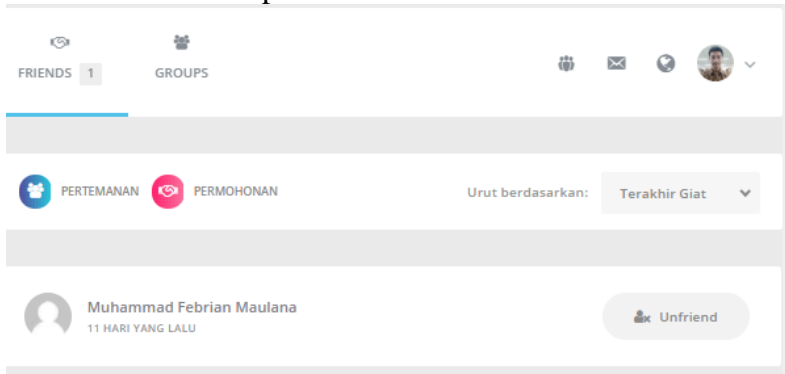 FRIENDS 1 GROUPS
PERTEMANAN PERMOHONAN Urut berdasarkan: Terakhir Giat
Muhammad Febrian Maulana
11 HARI YANG LALU
Unfriend